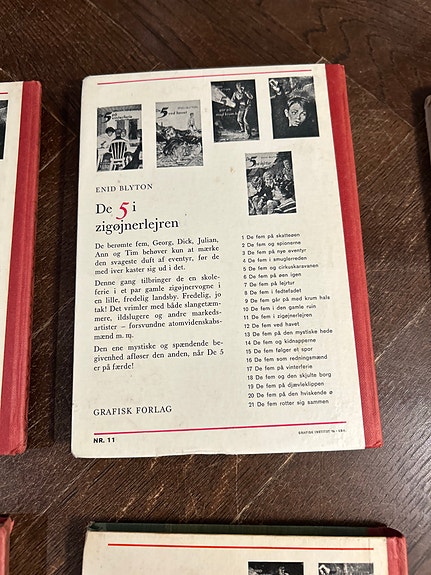 ENID BLYTON
De 5 i
zigøjnerlejren
De berømte fem, Georg, Dick, Julian,
Ann og Tim behøver kun at mærke
den svageste duft af eventyr, før de
med iver kaster sig ud i det.
Denne gang tilbringer de en skole-
ferie i et par gamle zigøjnervogne i
en lille, fredelig landsby. Fredelig, jo
tak! Det vrimler med både slangetæm-
mere, ildslugere og andre markeds-
artister – forsvundne atomvidenskabs-
mænd m. m.
Den ene mystiske og spændende be-
givenhed afløser den anden, når De 5
er på færde!
GRAFISK FORLAG
NR. 11
1 De fem på skatteøen
2 De fem og spionerne
3 De fem på nye eventyr
4 De fem i smuglerreden
5 De fem og cirkuskaravanen
6 De fem på øen igen
7 De fem på lejrtur
8 De fem i fedtefadet
9 De fem går på med krum hals
10 De fem i den gamle ruin
11 De fem i zigøjnerlejren
12 De fem ved havet
13 De fem på den mystiske hede
14 De fem og kidnapperne
15 De fem følger et spor
16 De fem som redningsmænd
17 De fem på vinterferie
18 De fem og den skjulte borg
19 De fem på djævleklippen
20 De fem på den hviskende ø
21 De fem rotter sig sammen